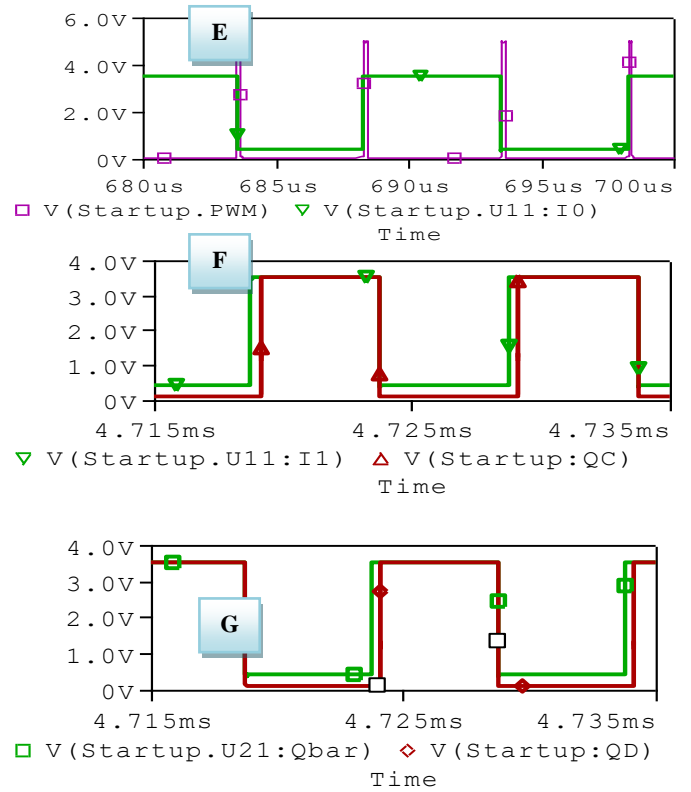 6.0V
E
4.0V
2.0V
0V
680us 685us 690us 695us 700us
V(Startup.PWM) V(Startup.U11:I0)
Time
4.0V
F
3.0V
2.0V
1.0V
0V
4.715ms 4.725ms 4.735ms
V(Startup.U11:I1) V(Startup:QC)
Time
4.0V
3.0V
2.0V
G
1.0V
0V
4.715ms 4.725ms 4.735ms
V(Startup.U21:Qbar) V(Startup:QD)
Time